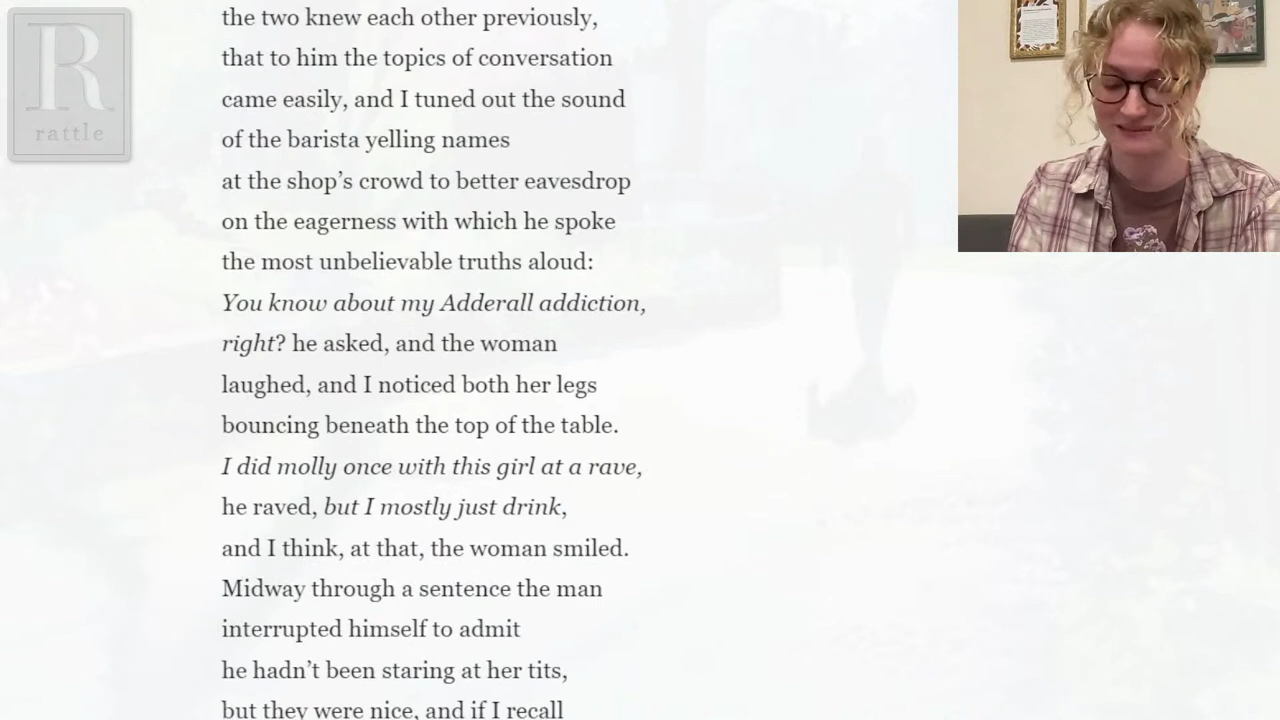 R
rattle
the two knew each other previously,
that to him the topics of conversation
came easily, and I tuned out the sound
of the barista yelling names
at the shop’s crowd to better eavesdrop
on the eagerness with which he spoke
the most unbelievable truths aloud:
You know about my Adderall addiction,
right? he asked, and the woman
laughed, and I noticed both her legs
bouncing beneath the top of the table.
I did molly once with this girl at a rave,
he raved, but I mostly just drink,
and I think, at that, the woman smiled.
Midway through a sentence the man
interrupted himself to admit
he hadn’t been staring at her tits,
but they were nice, and if I recall